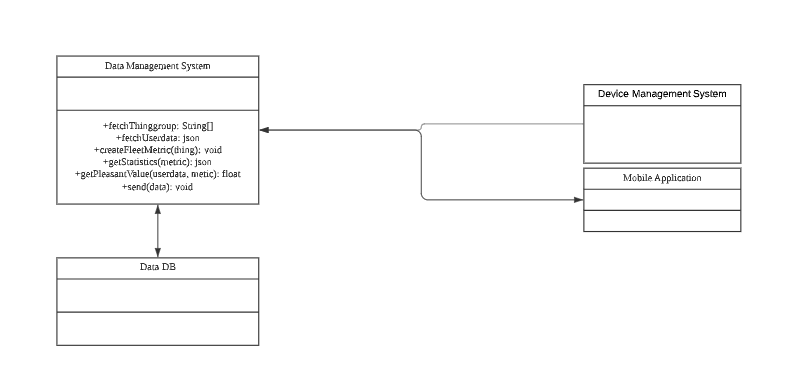 Data Management System
+fetchThinggroup: String[]
+fetchUserdata: json
+createFleetMetric(thing): void
+getStatistics(metric): json
+getPleasantValue(userdata, metic): float
+send(data): void
Data DB
Device Management System
Mobile Application